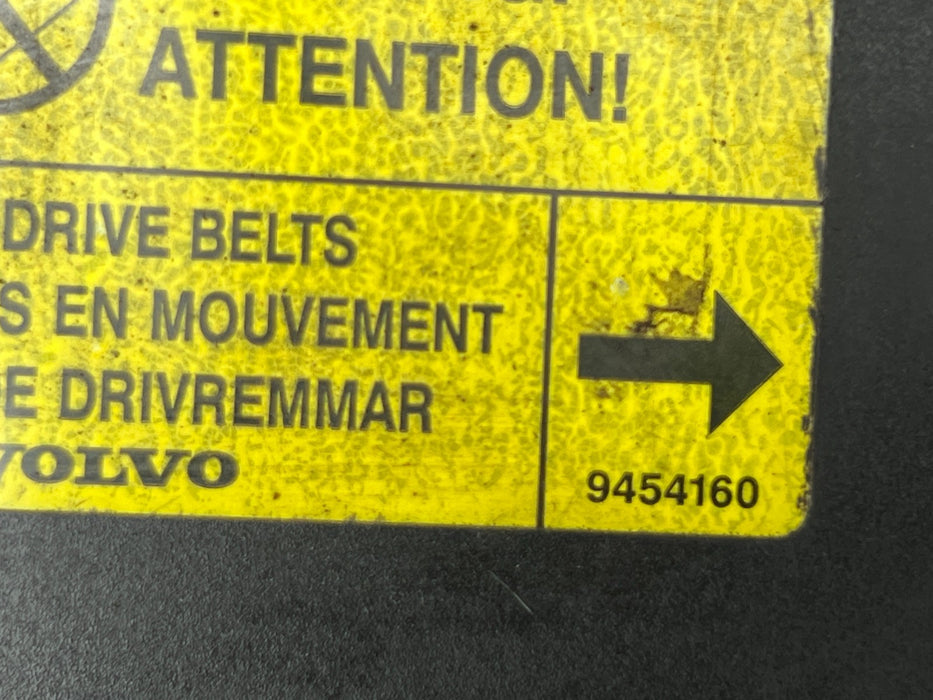 ATTENTION!
DRIVE BELTS
S EN MOUVEMENT
E DRIVREMMAR
VOLVO
9454160